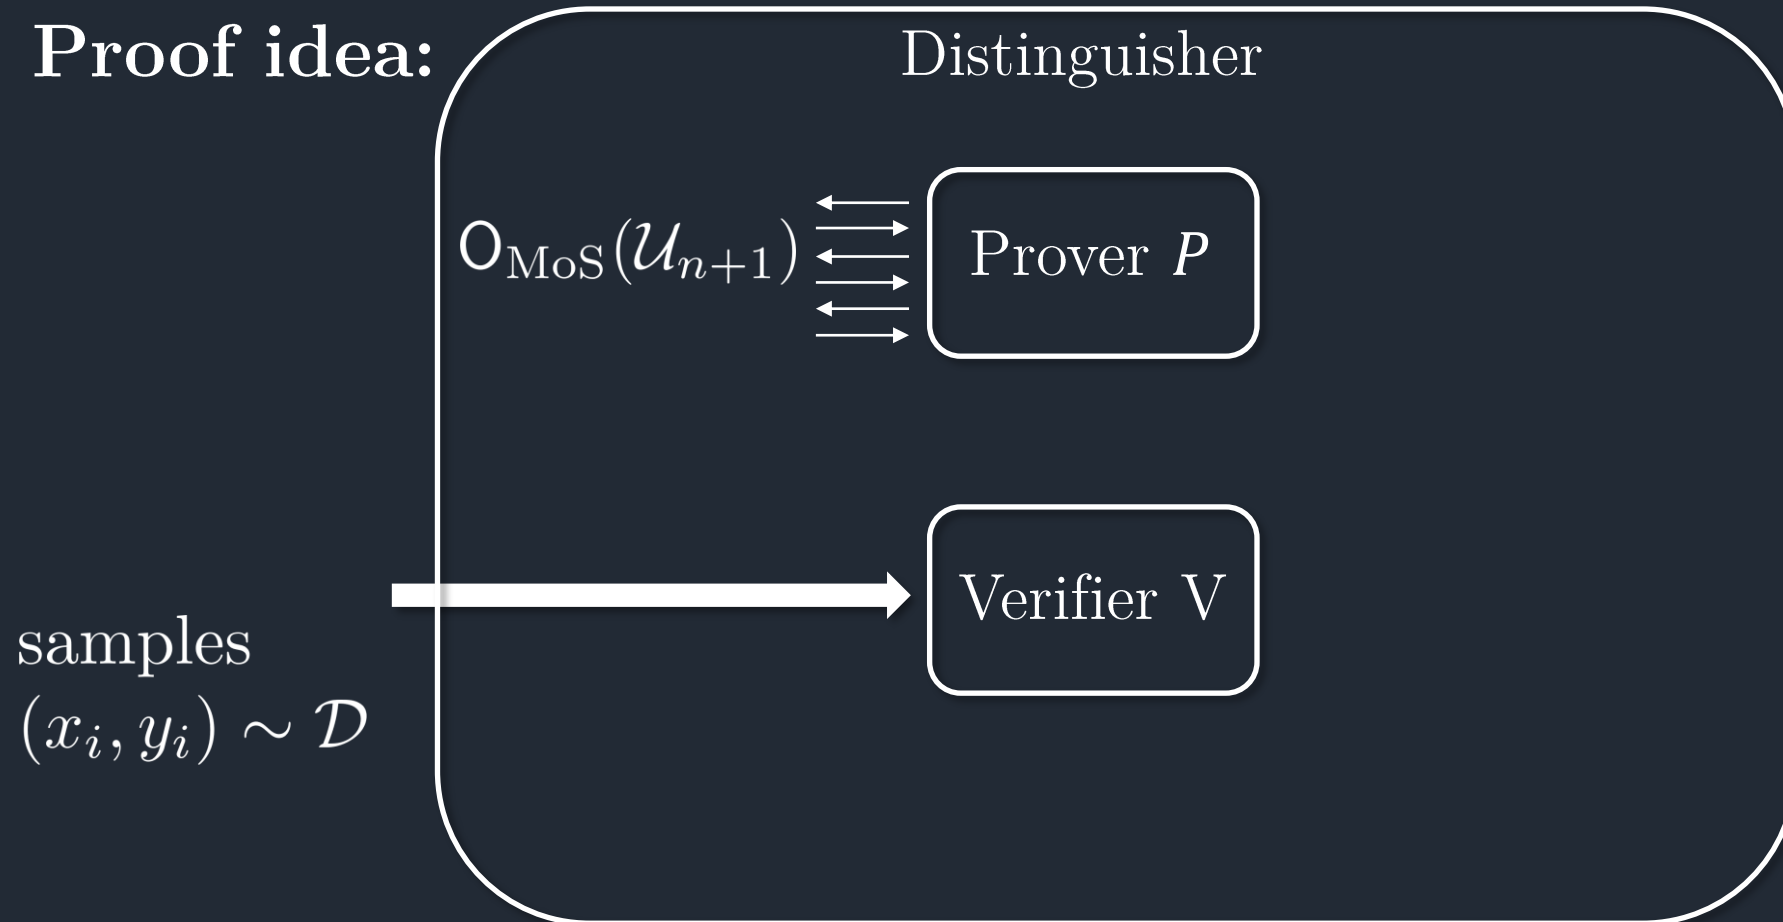 Proof idea:
Distinguisher
O_MoS(𝒰_{n+1})
Prover P
Verifier V
samples
(x_i, y_i) ∼ 𝒟